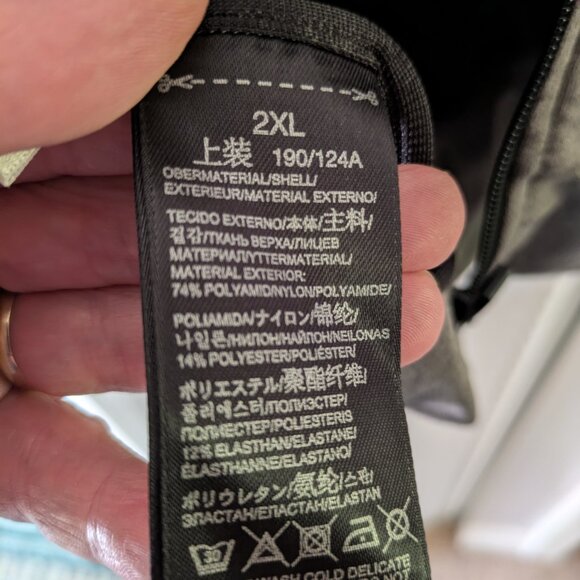 2XL
上装 190/124A
OBERMATERIAL/SHELL/
EXTERIEUR/MATERIAL EXTERNO/
TECIDO EXTERNO/本体/主料/
겉감/ТКАНЬ ВЕРХА/ЛИЦЕВ
МАТЕРИАЛ/YTTERMATERIAL/
MATERIAL EXTERIOR:
74% POLYAMID/NYLON/POLYAMIDE/
POLIAMIDA/ナイロン/锦纶/
나일론/НИЛОН/НАЙЛОН/NEILONAS
14% POLYESTER/POLIÉSTER/
ポリエステル/聚酯纤维/
폴리에스터/ПОЛИЭСТЕР/
ПОЛИЕСТЕР/POLIESTERIS
12% ELASTHAN/ELASTANE/
ÉLASTHANNE/ELASTANO/
ポリウレタン/氨纶/스판/
ЭЛАСТАН/ЕЛАСТАН/ELASTAN
30
WASH COLD DELICATE